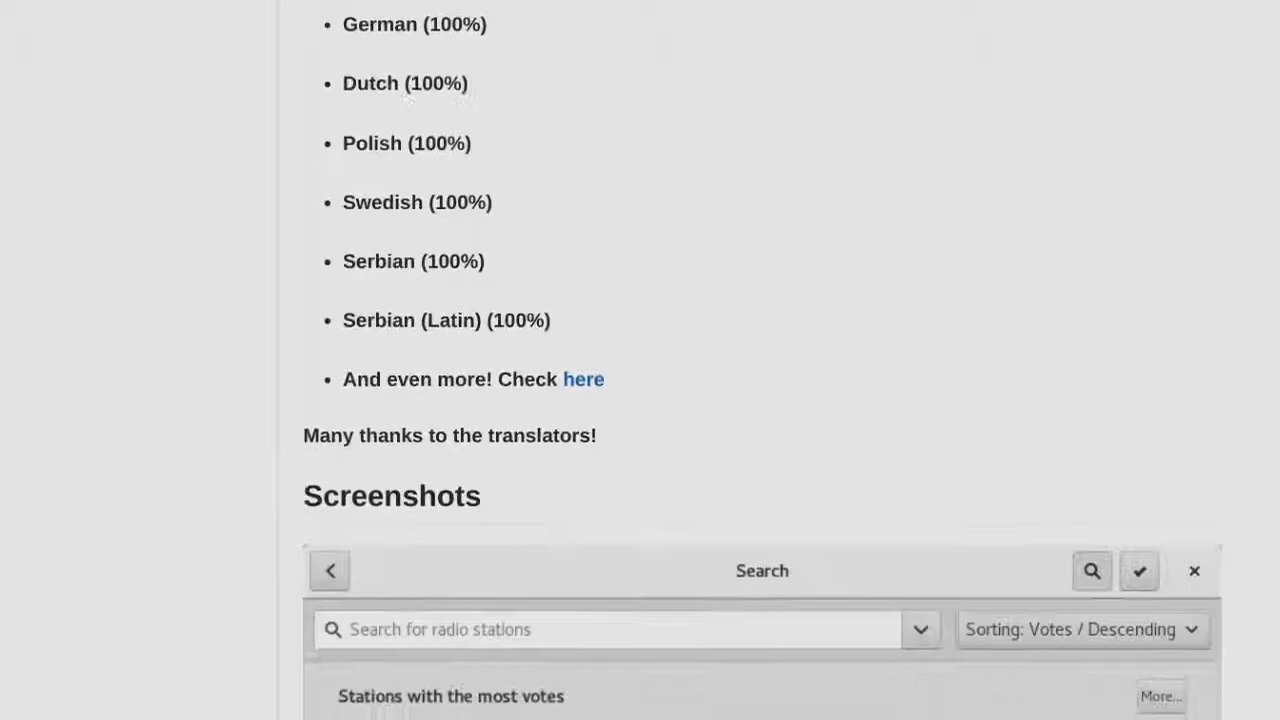 • German (100%)
• Dutch (100%)
• Polish (100%)
• Swedish (100%)
• Serbian (100%)
• Serbian (Latin) (100%)
• And even more! Check here
Many thanks to the translators!
Screenshots
Search
Search for radio stations
Sorting: Votes / Descending
Stations with the most votes
More...